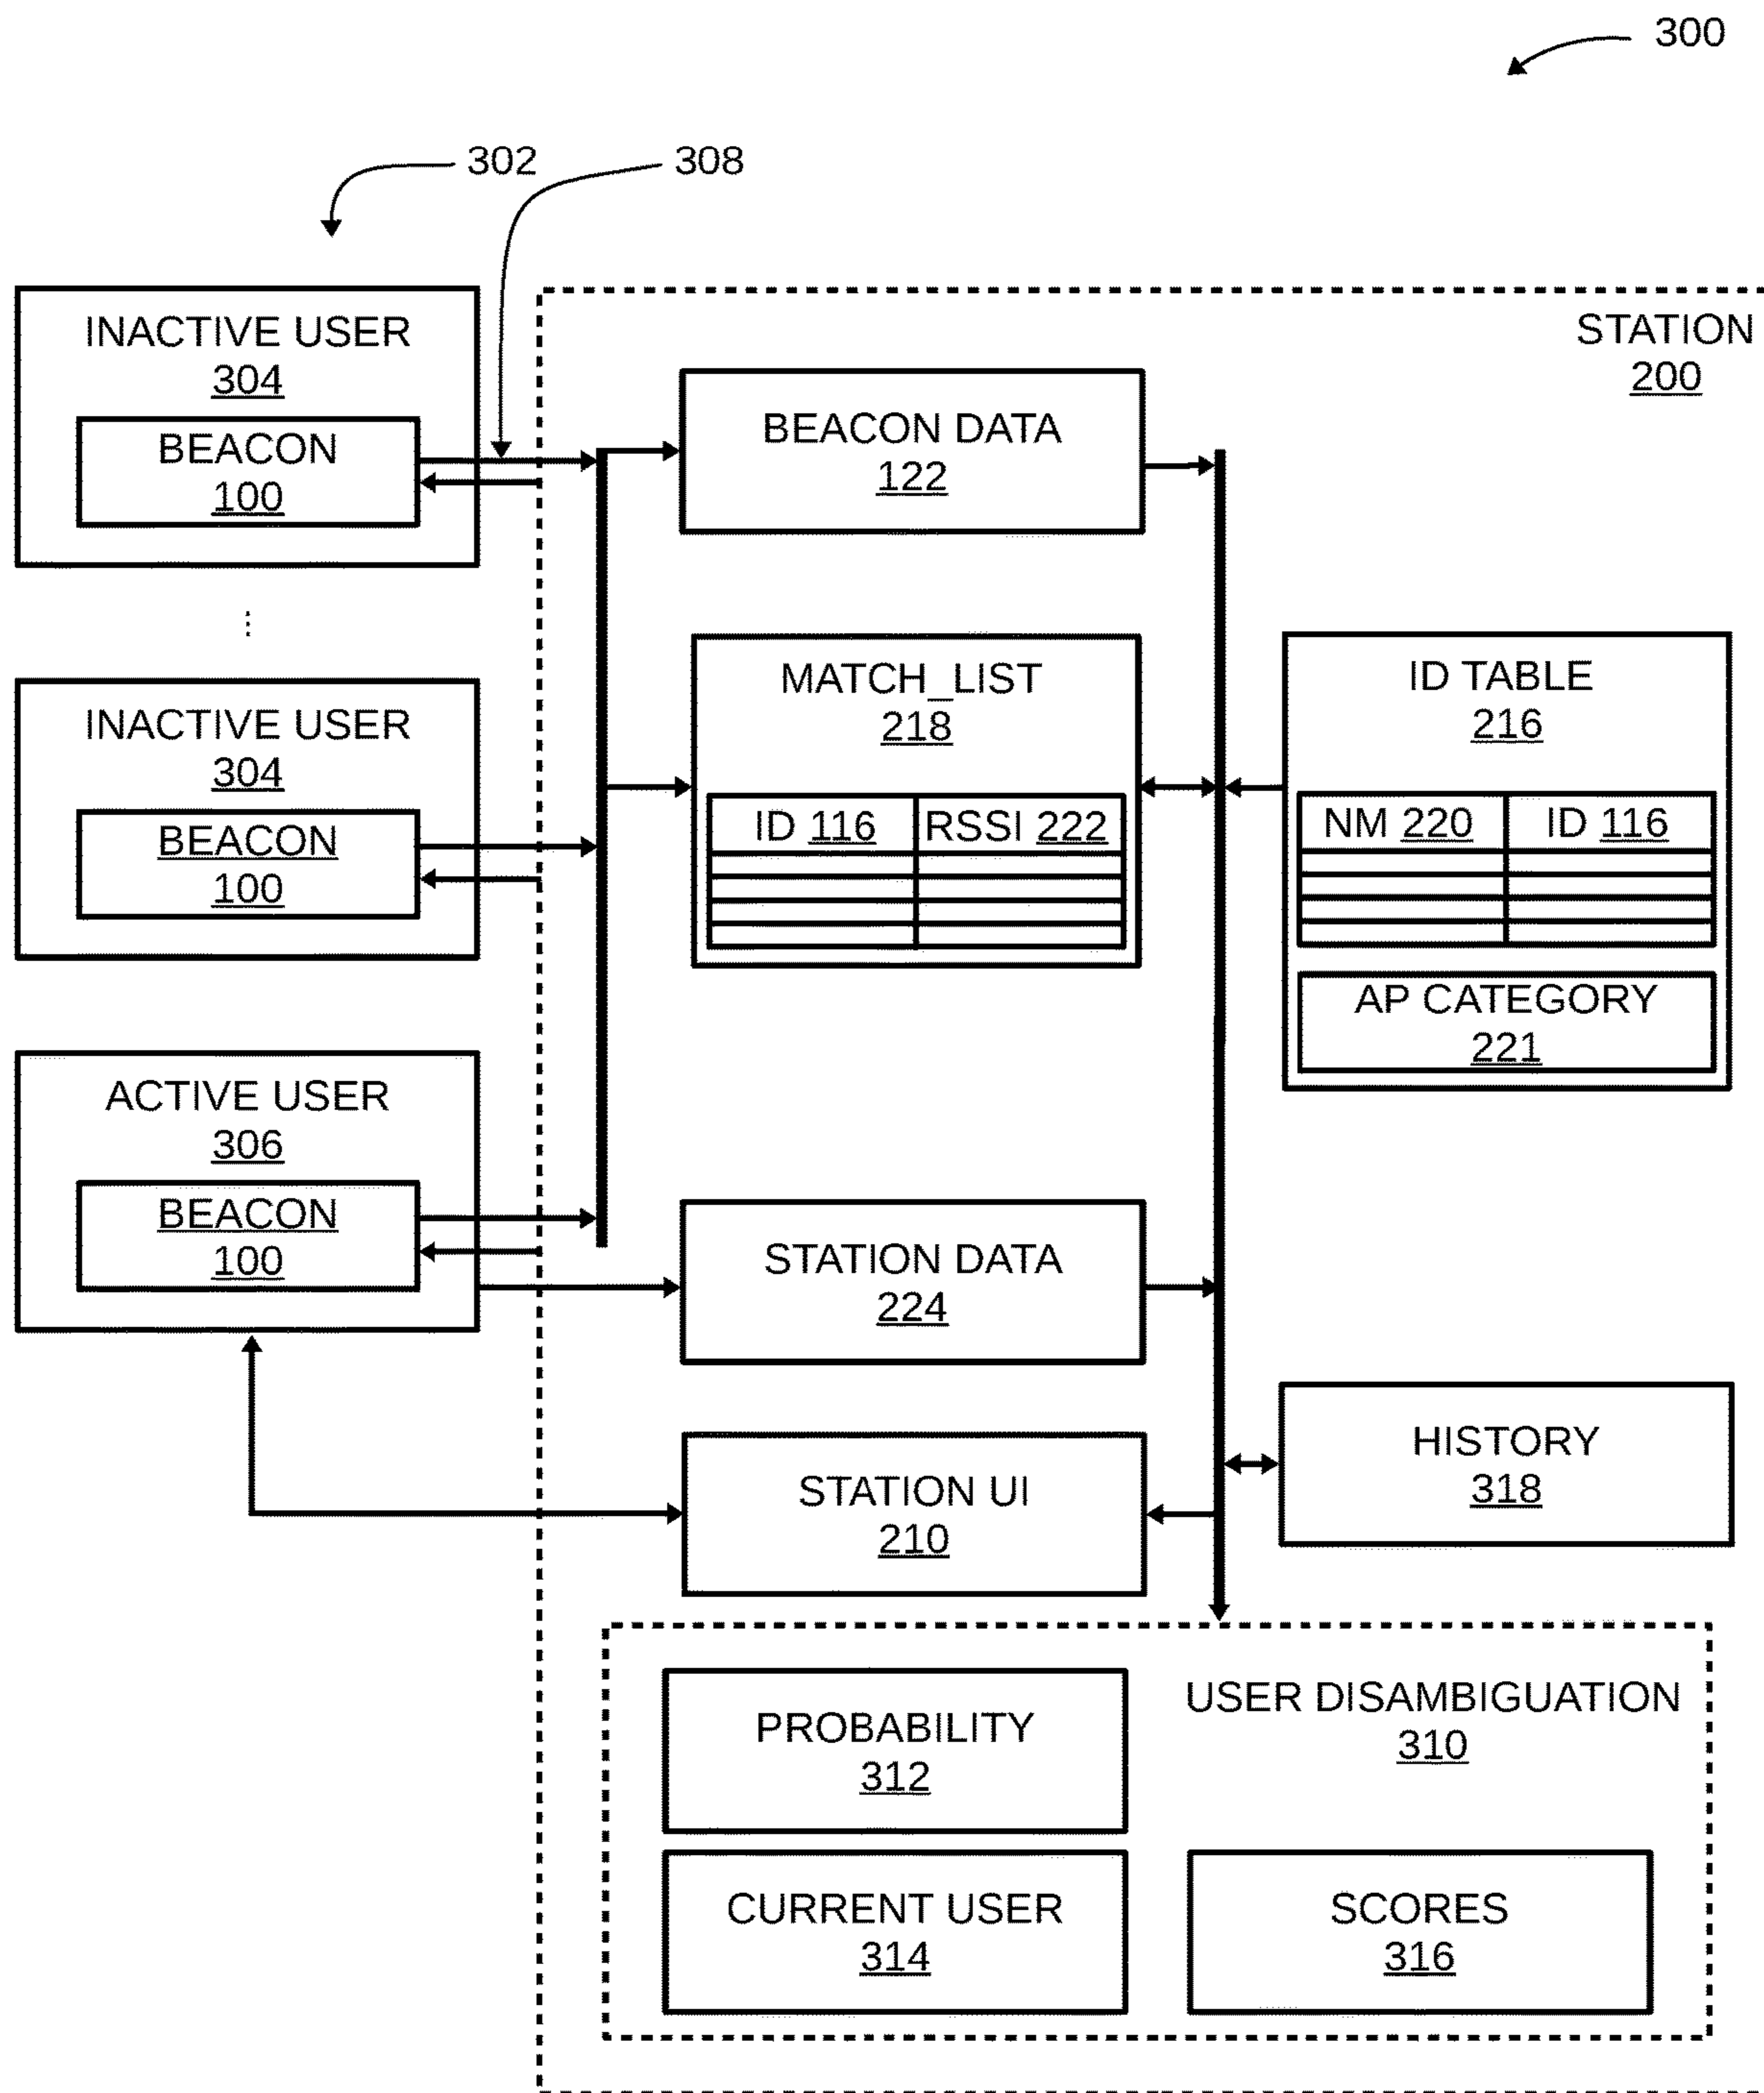 300
302
308
INACTIVE USER
304
BEACON
100
⋮
INACTIVE USER
304
BEACON
100
ACTIVE USER
306
BEACON
100
STATION
200
BEACON DATA
122
MATCH_LIST
218
ID 116 RSSI 222
ID TABLE
216
NM 220 ID 116
AP CATEGORY
221
STATION DATA
224
STATION UI
210
HISTORY
318
USER DISAMBIGUATION
310
PROBABILITY
312
CURRENT USER
314
SCORES
316